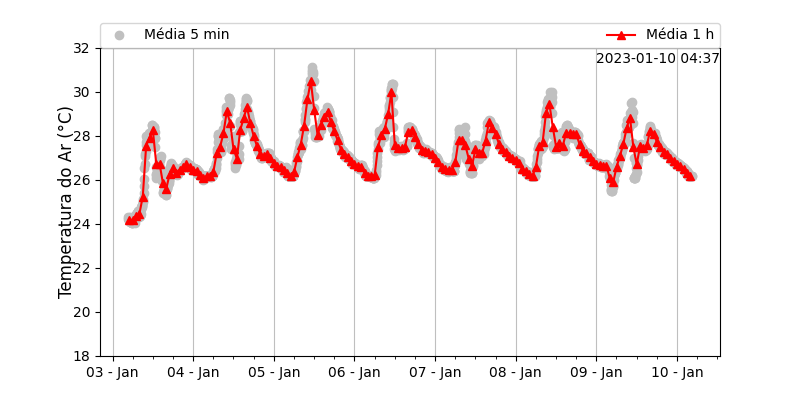 Média 5 min
Média 1 h
2023-01-10 04:37
Temperatura do Ar (°C)
32
30
28
26
24
22
20
18
03 - Jan
04 - Jan
05 - Jan
06 - Jan
07 - Jan
08 - Jan
09 - Jan
10 - Jan